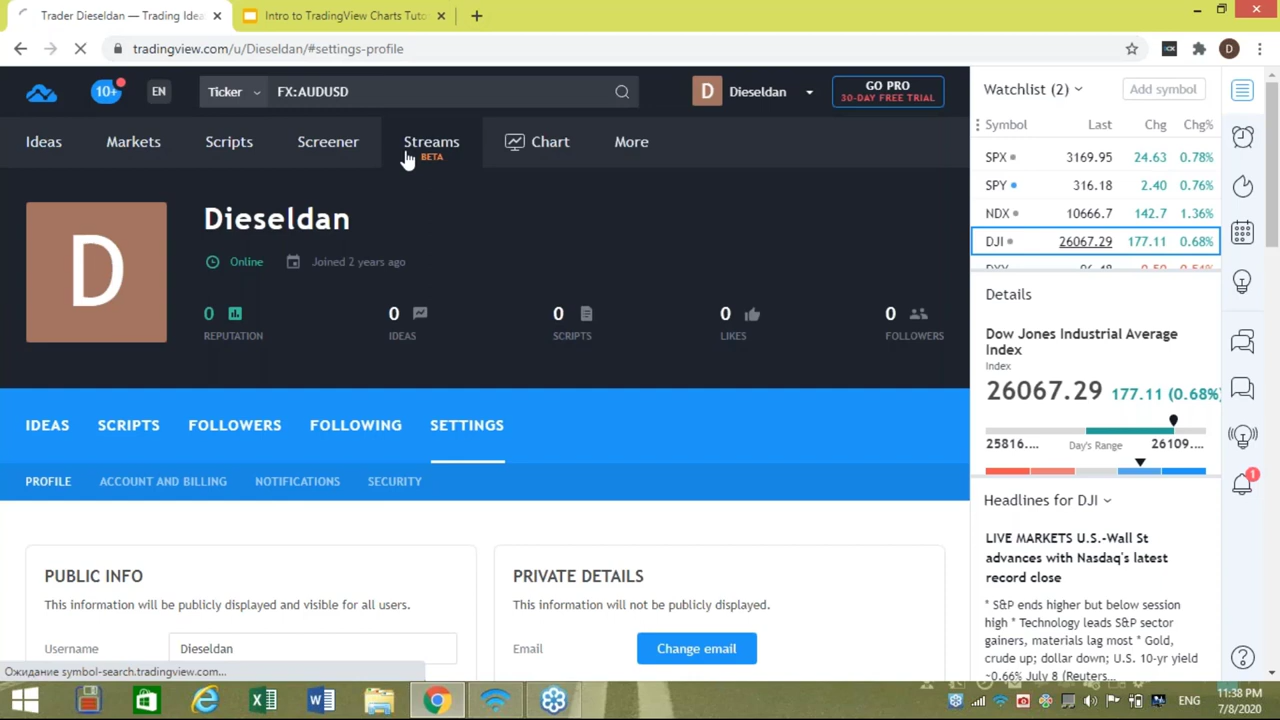 Trader Dieseldan — Trading Idea
Intro to TradingView Charts Tuto
tradingview.com/u/Dieseldan/#settings-profile
D
10+
EN
Ticker
FX:AUDUSD
D
Dieseldan
GO PRO
30-DAY FREE TRIAL
Ideas
Markets
Scripts
Screener
Streams
BETA
Chart
More
D
Dieseldan
Online
Joined 2 years ago
0
REPUTATION
0
IDEAS
0
SCRIPTS
0
LIKES
0
FOLLOWERS
IDEAS
SCRIPTS
FOLLOWERS
FOLLOWING
SETTINGS
PROFILE
ACCOUNT AND BILLING
NOTIFICATIONS
SECURITY
PUBLIC INFO
This information will be publicly displayed and visible for all users.
Username
Dieseldan
PRIVATE DETAILS
This information will not be publicly displayed.
Email
Change email
Watchlist (2)
Add symbol
Symbol Last Chg Chg%
SPX 3169.95 24.63 0.78%
SPY 316.18 2.40 0.76%
NDX 10666.7 142.7 1.36%
DJI 26067.29 177.11 0.68%
Details
Dow Jones Industrial Average
Index
Index
26067.29 177.11 (0.68%)
25816....
Day's Range
26109....
Headlines for DJI
LIVE MARKETS U.S.-Wall St
advances with Nasdaq's latest
record close
* S&P ends higher but below session
high * Technology leads S&P sector
gainers, materials lag most * Gold,
crude up; dollar down; U.S. 10-yr yield
~0.66% July 8 (Reuters...
1
Ожидание symbol-search.tradingview.com...
ENG
11:38 PM
7/8/2020